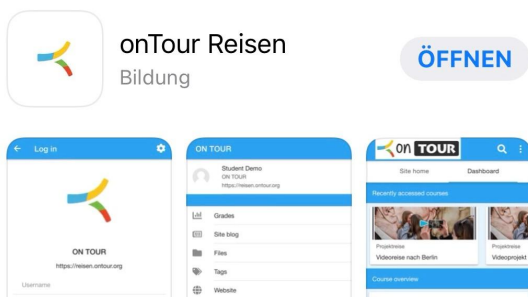 onTour Reisen
Bildung
ÖFFNEN
Log in
ON TOUR
https://reisen.ontour.org
Username
ON TOUR
Student Demo
ON TOUR
https://reisen.ontour.org
Grades
Site blog
Files
Tags
Website
on TOUR
Site home
Dashboard
Recently accessed courses
Projektreise
Videoreise nach Berlin
Projektreise
Videoprojekt
Course overview